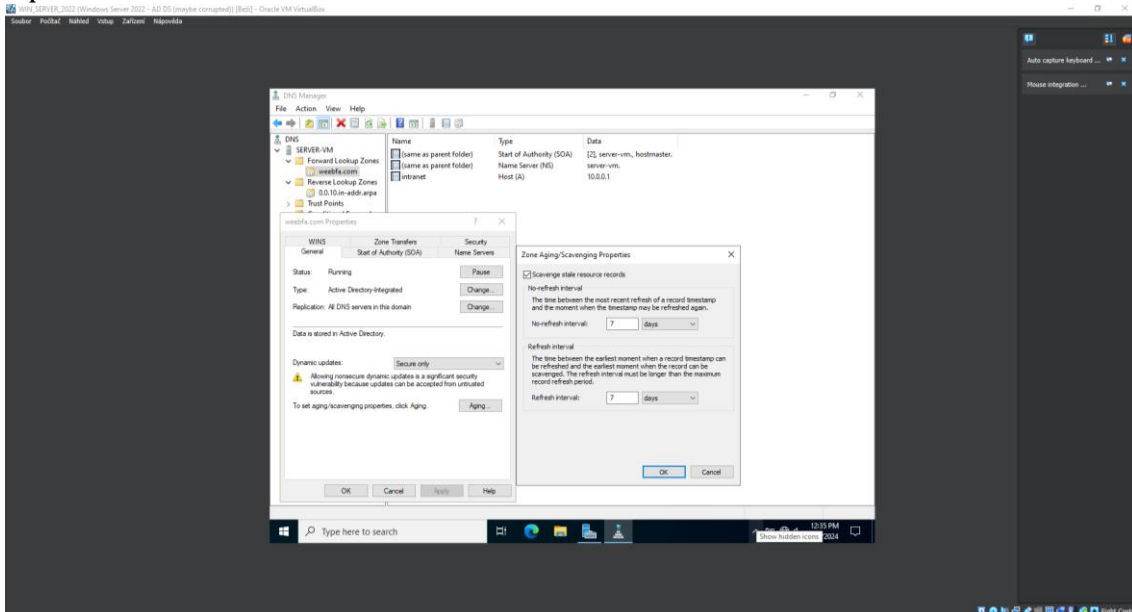 WIN_SERVER_2022 (Windows Server 2022 - AD DS (maybe corrupted)) [Běží] - Oracle VM VirtualBox
Soubor Počítač Náhled Vstup Zařízení Nápověda
Auto capture keyboard ...
Mouse integration ...
DNS Manager
File Action View Help
DNS
SERVER-VM
Forward Lookup Zones
weebfa.com
Reverse Lookup Zones
0.0.10.in-addr.arpa
Trust Points
Name Type Data
(same as parent folder) Start of Authority (SOA) [2], server-vm., hostmaster.
(same as parent folder) Name Server (NS) server-vm.
intranet Host (A) 10.0.0.1
weebfa.com Properties
WINS Zone Transfers Security
General Start of Authority (SOA) Name Servers
Status: Running Pause
Type: Active Directory-Integrated Change...
Replication: All DNS servers in this domain Change...
Data is stored in Active Directory.
Dynamic updates: Secure only
Allowing nonsecure dynamic updates is a significant security
vulnerability because updates can be accepted from untrusted
sources.
To set aging/scavenging properties, click Aging. Aging...
OK Cancel Apply Help
Zone Aging/Scavenging Properties
Scavenge stale resource records
No-refresh interval
The time between the most recent refresh of a record timestamp
and the moment when the timestamp may be refreshed again.
No-refresh interval: 7 days
Refresh interval
The time between the earliest moment when a record timestamp can
be refreshed and the earliest moment when the record can be
scavenged. The refresh interval must be longer than the maximum
record refresh period.
Refresh interval: 7 days
OK Cancel
Type here to search
12:35 PM
2024
Show hidden icons
Right Control